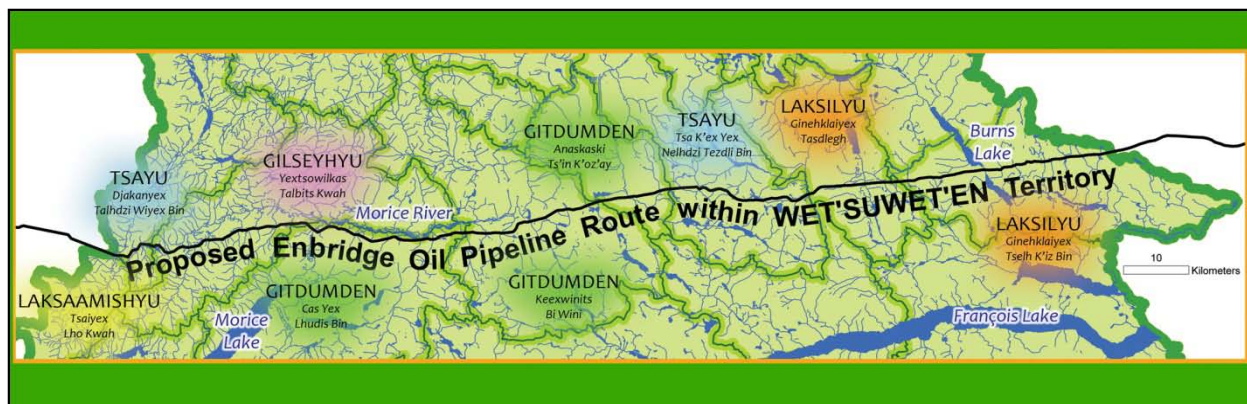 LAKSILYU
Ginehklaiyex
Tasdlegh
TSAYU
Tsa K'ex Yex
Nelhdzi Tezdli Bin
GITDUMDEN
Anaskaski
Ts'in K'oz'ay
Burns
Lake
GILSEYHYU
Yextsowilkas
Talbits Kwah
TSAYU
Djakanyex
Talhdzi Wiyex Bin
Morice River
Proposed Enbridge Oil Pipeline Route within WET'SUWET'EN Territory
LAKSILYU
Ginehklaiyex
Tselh K'iz Bin
10
Kilometers
GITDUMDEN
Keexwinits
Bi Wini
GITDUMDEN
Cas Yex
Lhudis Bin
LAKSAAMISHYU
Tsaiyex
Lho Kwah
Morice
Lake
François Lake